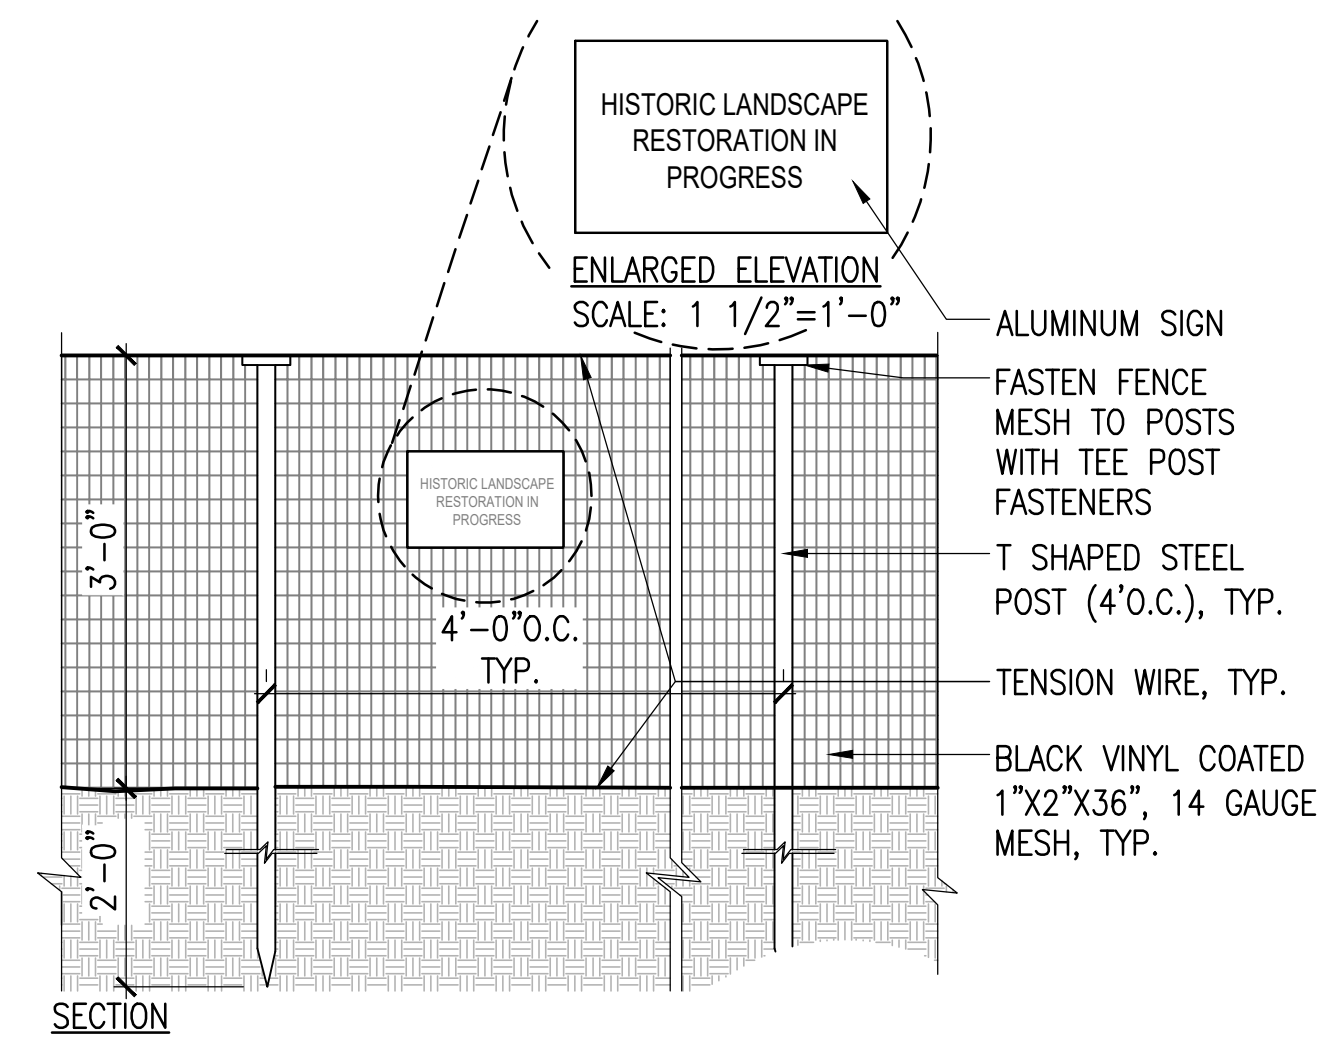 HISTORIC LANDSCAPE
RESTORATION IN
PROGRESS
ENLARGED ELEVATION
SCALE: 1 1/2"=1'-0"
ALUMINUM SIGN
FASTEN FENCE
MESH TO POSTS
WITH TEE POST
FASTENERS
HISTORIC LANDSCAPE
RESTORATION IN
PROGRESS
3'-0"
T SHAPED STEEL
POST (4'O.C.), TYP.
4'-0"O.C.
TYP.
TENSION WIRE, TYP.
BLACK VINYL COATED
1"X2"X36", 14 GAUGE
MESH, TYP.
2'-0"
SECTION